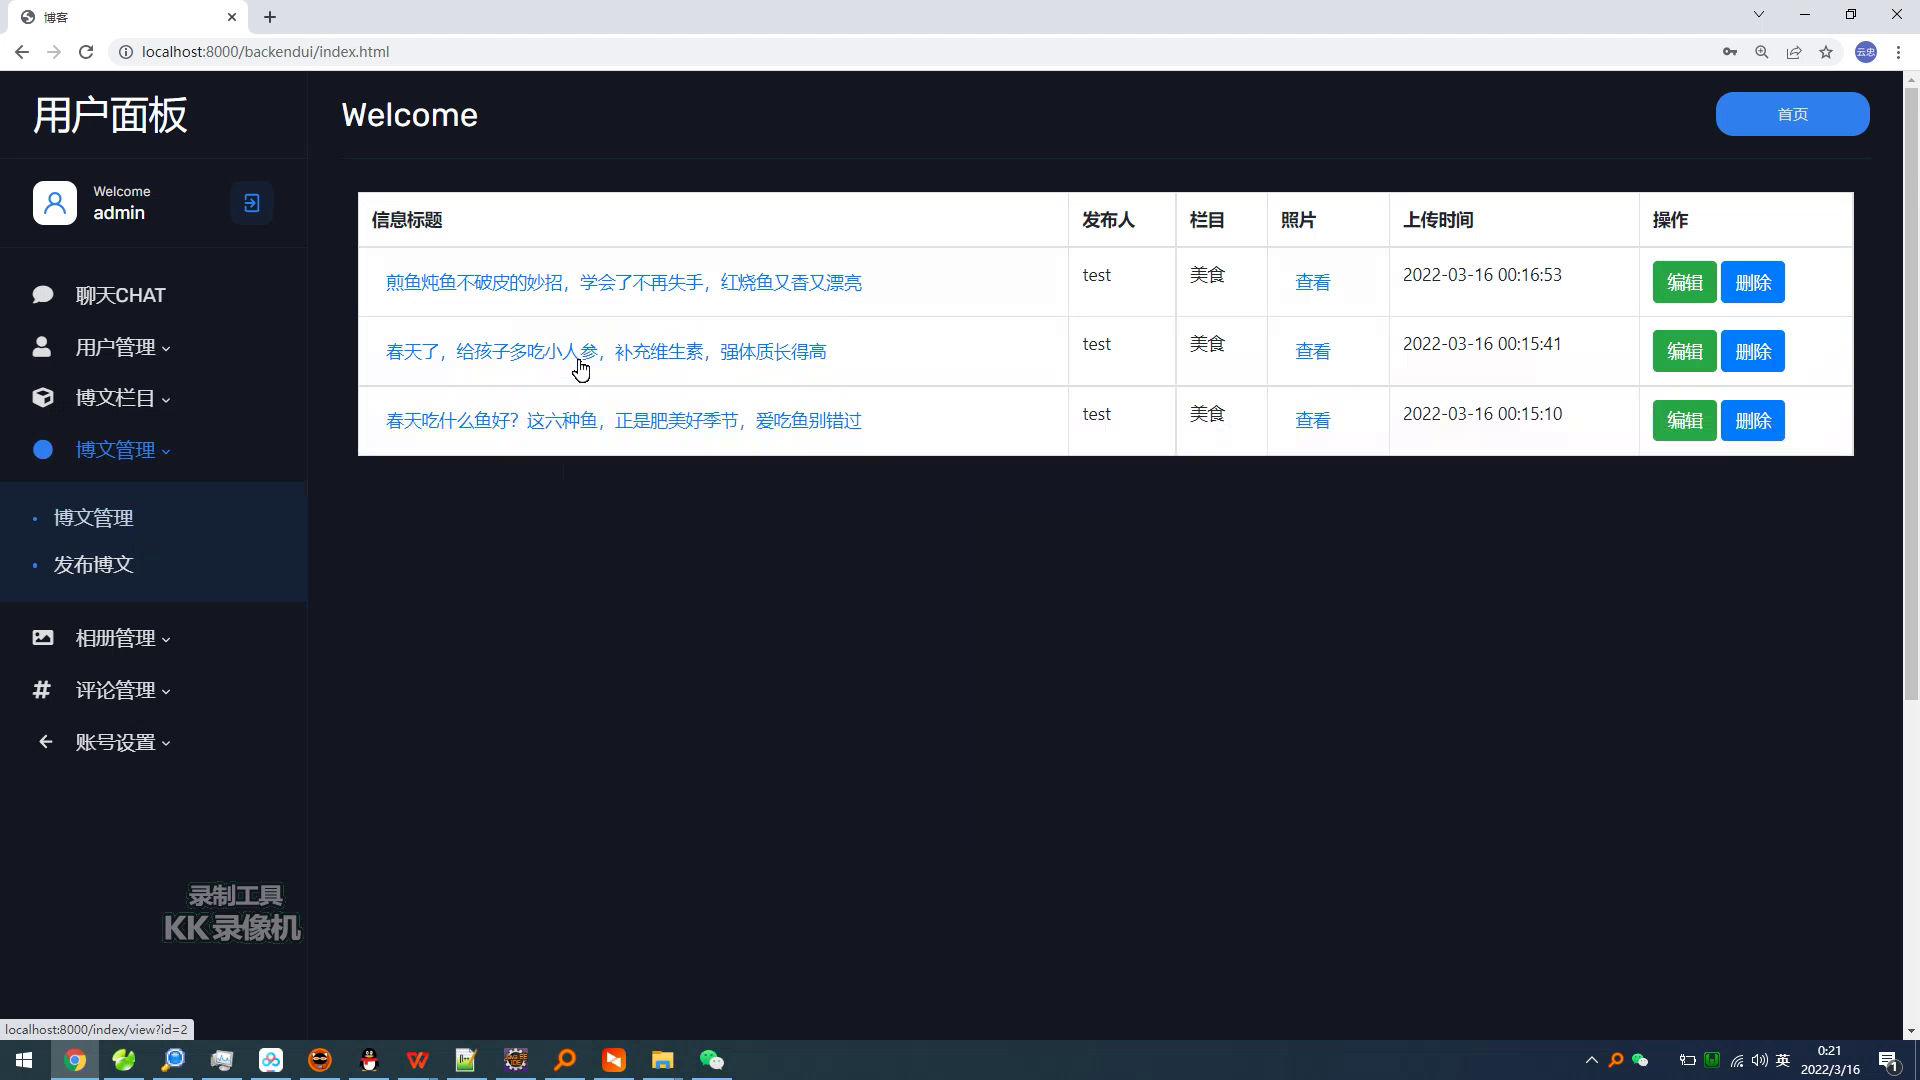 博客
localhost:8000/backendui/index.html
云忠
用户面板
Welcome
首页
Welcome
admin
聊天CHAT
用户管理
博文栏目
博文管理
博文管理
发布博文
相册管理
评论管理
账号设置
信息标题 发布人 栏目 照片 上传时间 操作
煎鱼炖鱼不破皮的妙招，学会了不再失手，红烧鱼又香又漂亮 test 美食 查看 2022-03-16 00:16:53 编辑 删除
春天了，给孩子多吃小人参，补充维生素，强体质长得高 test 美食 查看 2022-03-16 00:15:41 编辑 删除
春天吃什么鱼好？这六种鱼，正是肥美好季节，爱吃鱼别错过 test 美食 查看 2022-03-16 00:15:10 编辑 删除
录制工具
KK录像机
localhost:8000/index/view?id=2
英
0:21
2022/3/16
1